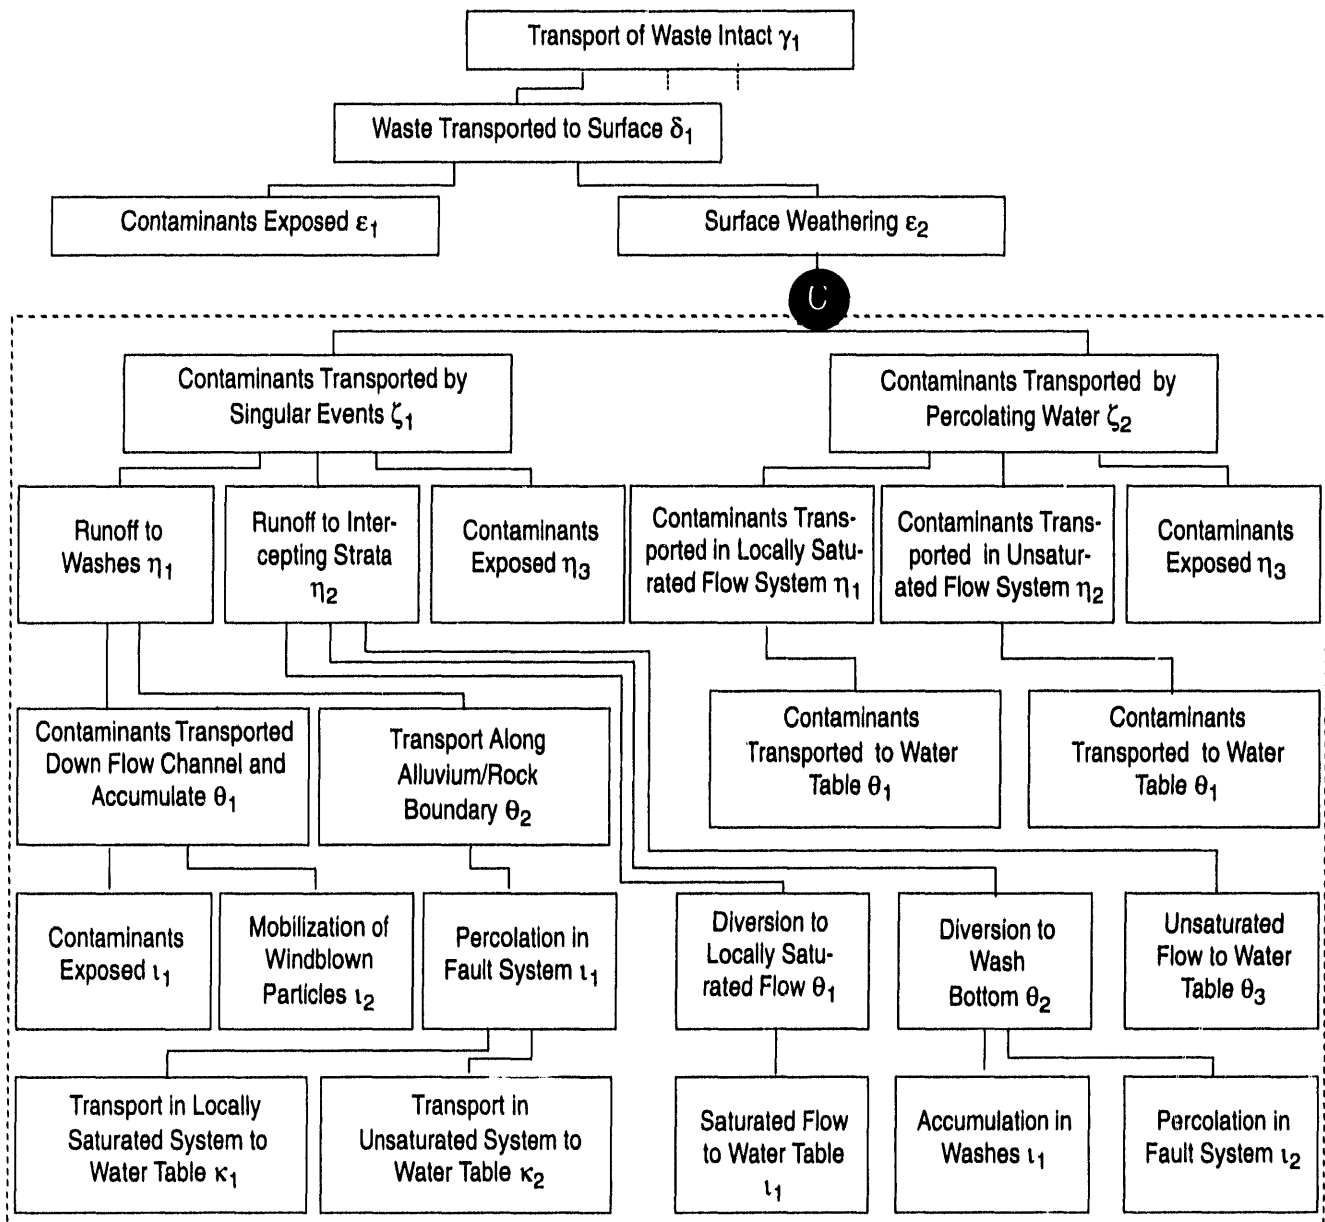 Transport of Waste Intact γ1
Waste Transported to Surface δ1
Contaminants Exposed ε1
Surface Weathering ε2
C
Contaminants Transported by
Singular Events ζ1
Contaminants Transported by
Percolating Water ζ2
Runoff to
Washes η1
Runoff to Inter-
cepting Strata
η2
Contaminants
Exposed η3
Contaminants Trans-
ported in Locally Satu-
rated Flow System η1
Contaminants Trans-
ported in Unsatur-
ated Flow System η2
Contaminants
Exposed η3
Contaminants Transported
Down Flow Channel and
Accumulate θ1
Transport Along
Alluvium/Rock
Boundary θ2
Contaminants
Transported to Water
Table θ1
Contaminants
Transported to Water
Table θ1
Contaminants
Exposed ι1
Mobilization of
Windblown
Particles ι2
Percolation in
Fault System ι1
Diversion to
Locally Satu-
rated Flow θ1
Diversion to
Wash
Bottom θ2
Unsaturated
Flow to Water
Table θ3
Transport in Locally
Saturated System to
Water Table κ1
Transport in
Unsaturated System to
Water Table κ2
Saturated Flow
to Water Table
ι1
Accumulation in
Washes ι1
Percolation in
Fault System ι2